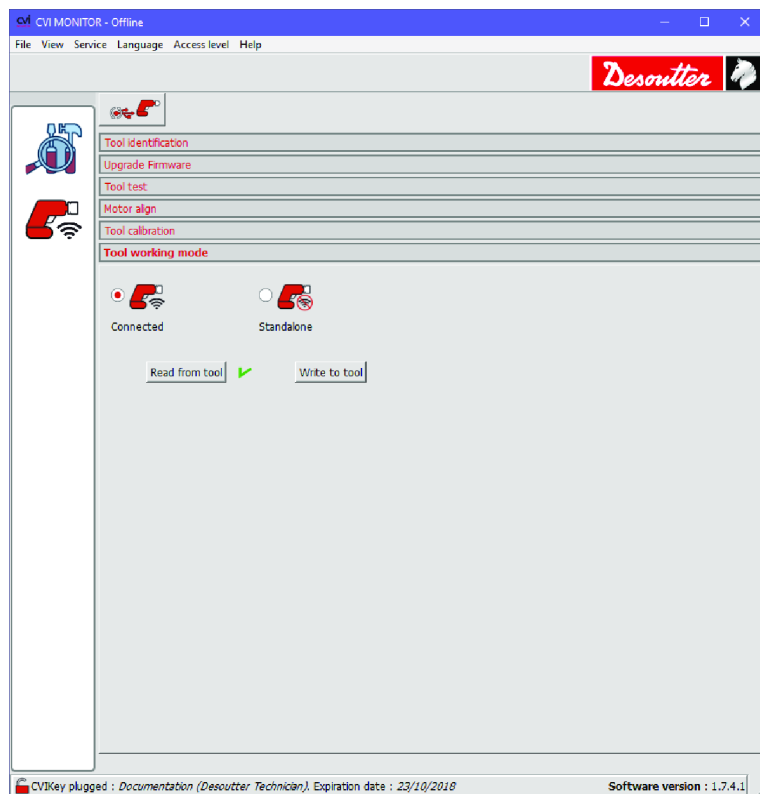 cvi CVI MONITOR - Offline
File View Service Language Access level Help
Desoutter
Tool identification
Upgrade Firmware
Tool test
Motor align
Tool calibration
Tool working mode
Connected Standalone
Read from tool Write to tool
CVIKey plugged : Documentation (Desoutter Technician). Expiration date : 23/10/2018 Software version : 1.7.4.1